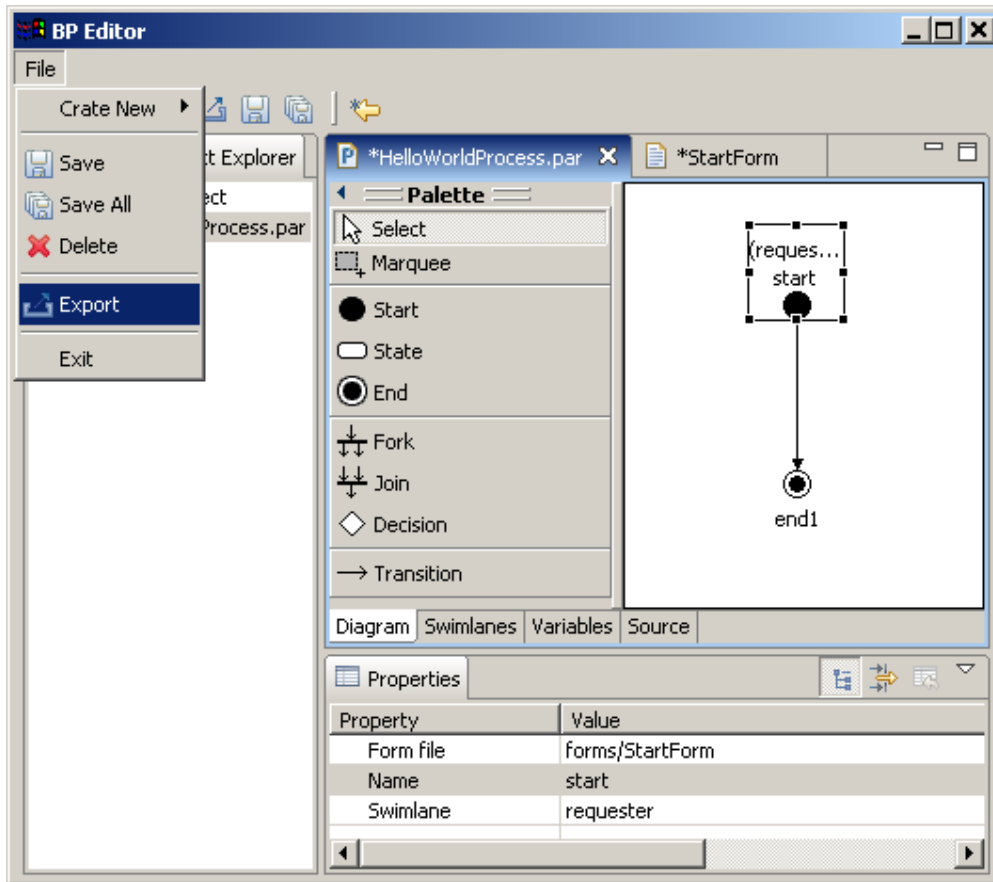 BP Editor
File
Crate New
Save
Save All
Delete
Export
Exit
Explorer
Process.par
*HelloWorldProcess.par
*StartForm
Palette
Select
Marquee
Start
State
End
Fork
Join
Decision
Transition
(reques...
start
end1
Diagram Swimlanes Variables Source
Properties
Property Value
Form file forms/StartForm
Name start
Swimlane requester